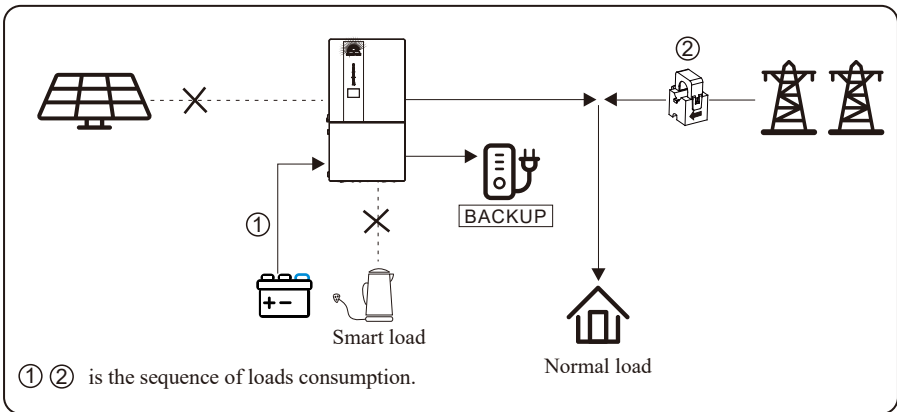 ②
①
BACKUP
Smart load
Normal load
① ② is the sequence of loads consumption.